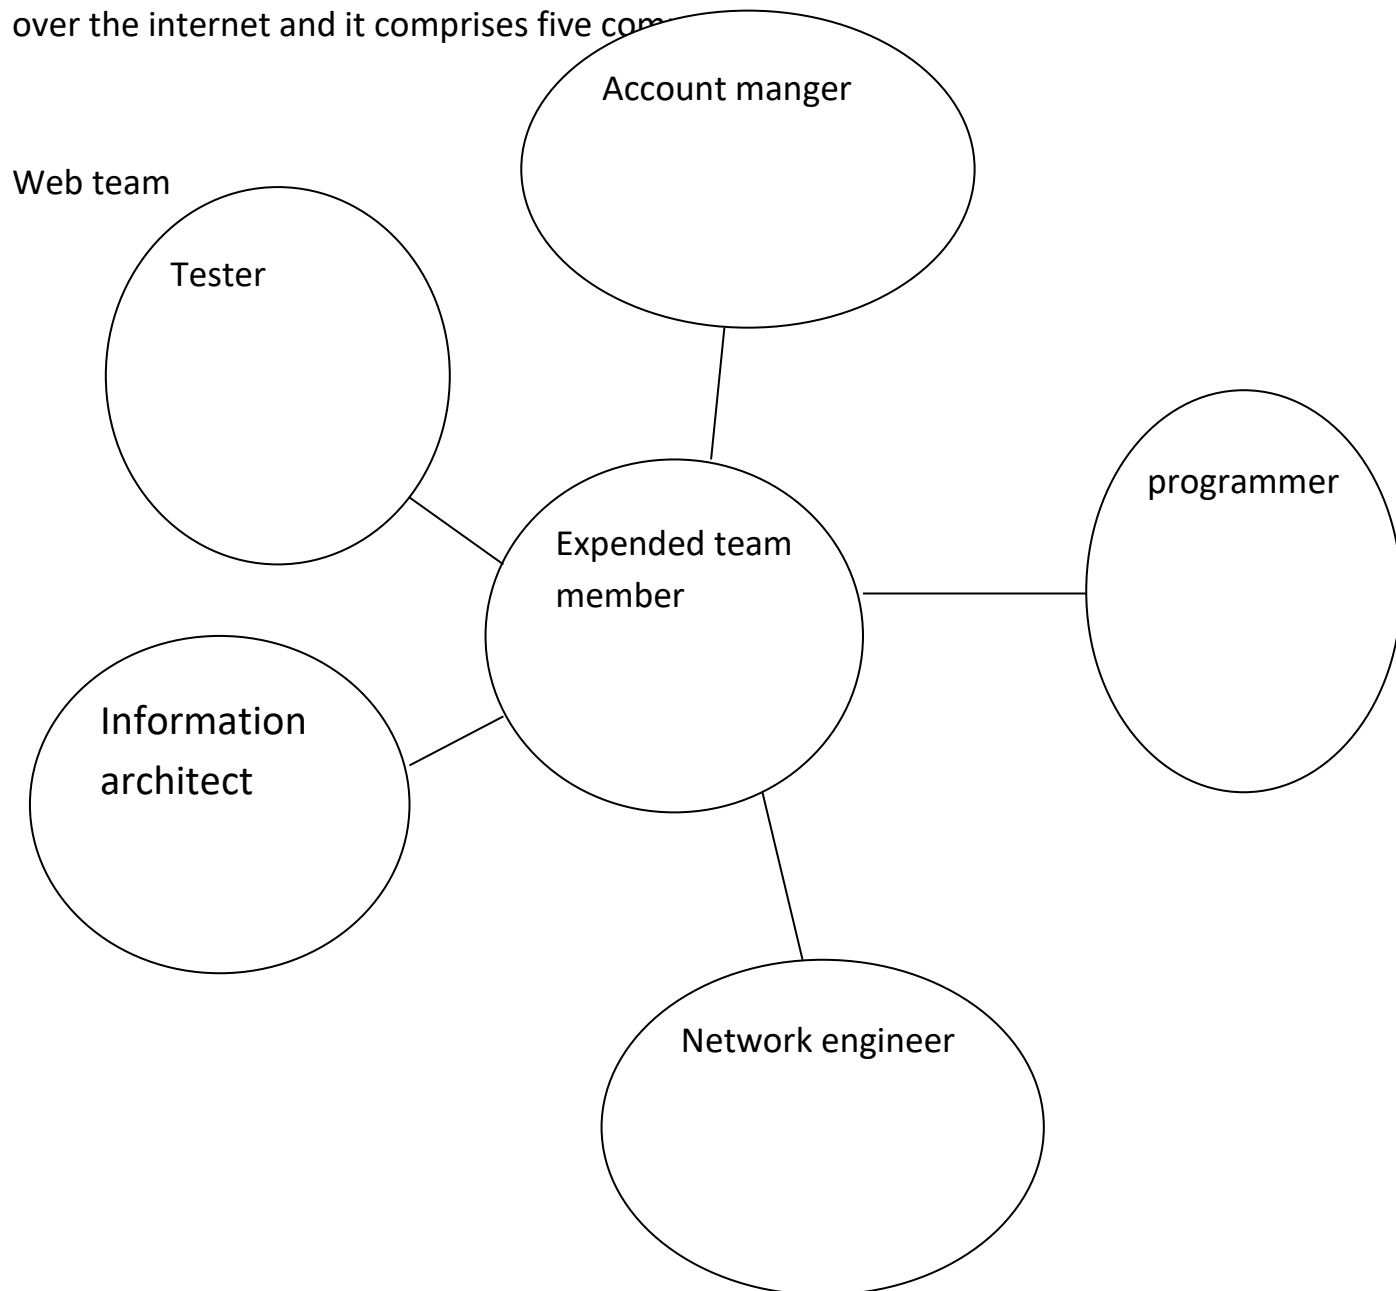 over the internet and it comprises five
Account manger
Web team
Tester
programmer
Expended team
member
Information
architect
Network engineer